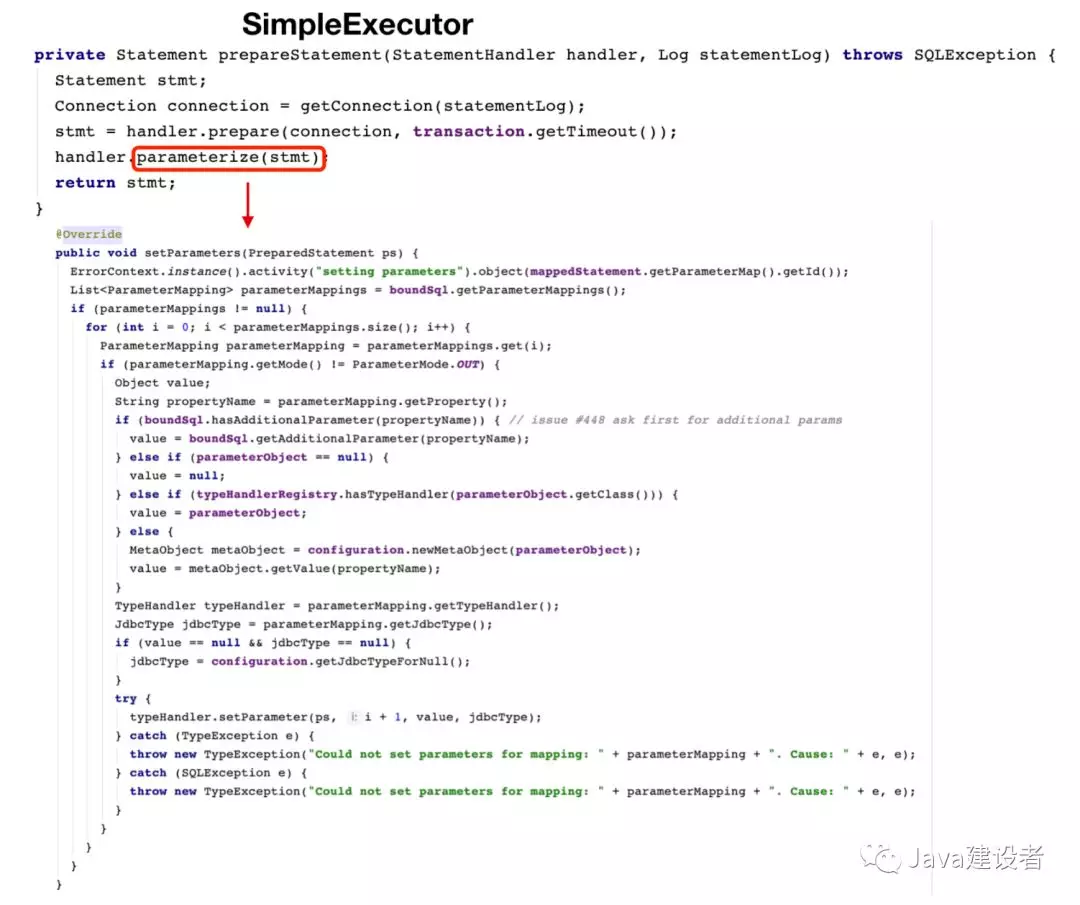 SimpleExecutor
private Statement prepareStatement(StatementHandler handler, Log statementLog) throws SQLException {
Statement stmt;
Connection connection = getConnection(statementLog);
stmt = handler.prepare(connection, transaction.getTimeout());
handler.parameterize(stmt);
return stmt;
}
@Override
public void setParameters(PreparedStatement ps) {
ErrorContext.instance().activity("setting parameters").object(mappedStatement.getParameterMap().getId());
List<ParameterMapping> parameterMappings = boundSql.getParameterMappings();
if (parameterMappings != null) {
for (int i = 0; i < parameterMappings.size(); i++) {
ParameterMapping parameterMapping = parameterMappings.get(i);
if (parameterMapping.getMode() != ParameterMode.OUT) {
Object value;
String propertyName = parameterMapping.getProperty();
if (boundSql.hasAdditionalParameter(propertyName)) { // issue #448 ask first for additional params
value = boundSql.getAdditionalParameter(propertyName);
} else if (parameterObject == null) {
value = null;
} else if (typeHandlerRegistry.hasTypeHandler(parameterObject.getClass())) {
value = parameterObject;
} else {
MetaObject metaObject = configuration.newMetaObject(parameterObject);
value = metaObject.getValue(propertyName);
}
TypeHandler typeHandler = parameterMapping.getTypeHandler();
JdbcType jdbcType = parameterMapping.getJdbcType();
if (value == null && jdbcType == null) {
jdbcType = configuration.getJdbcTypeForNull();
}
try {
typeHandler.setParameter(ps, i: i + 1, value, jdbcType);
} catch (TypeException e) {
throw new TypeException("Could not set parameters for mapping: " + parameterMapping + ". Cause: " + e, e);
} catch (SQLException e) {
throw new TypeException("Could not set parameters for mapping: " + parameterMapping + ". Cause: " + e, e);
}
}
}
}
}
Java建设者